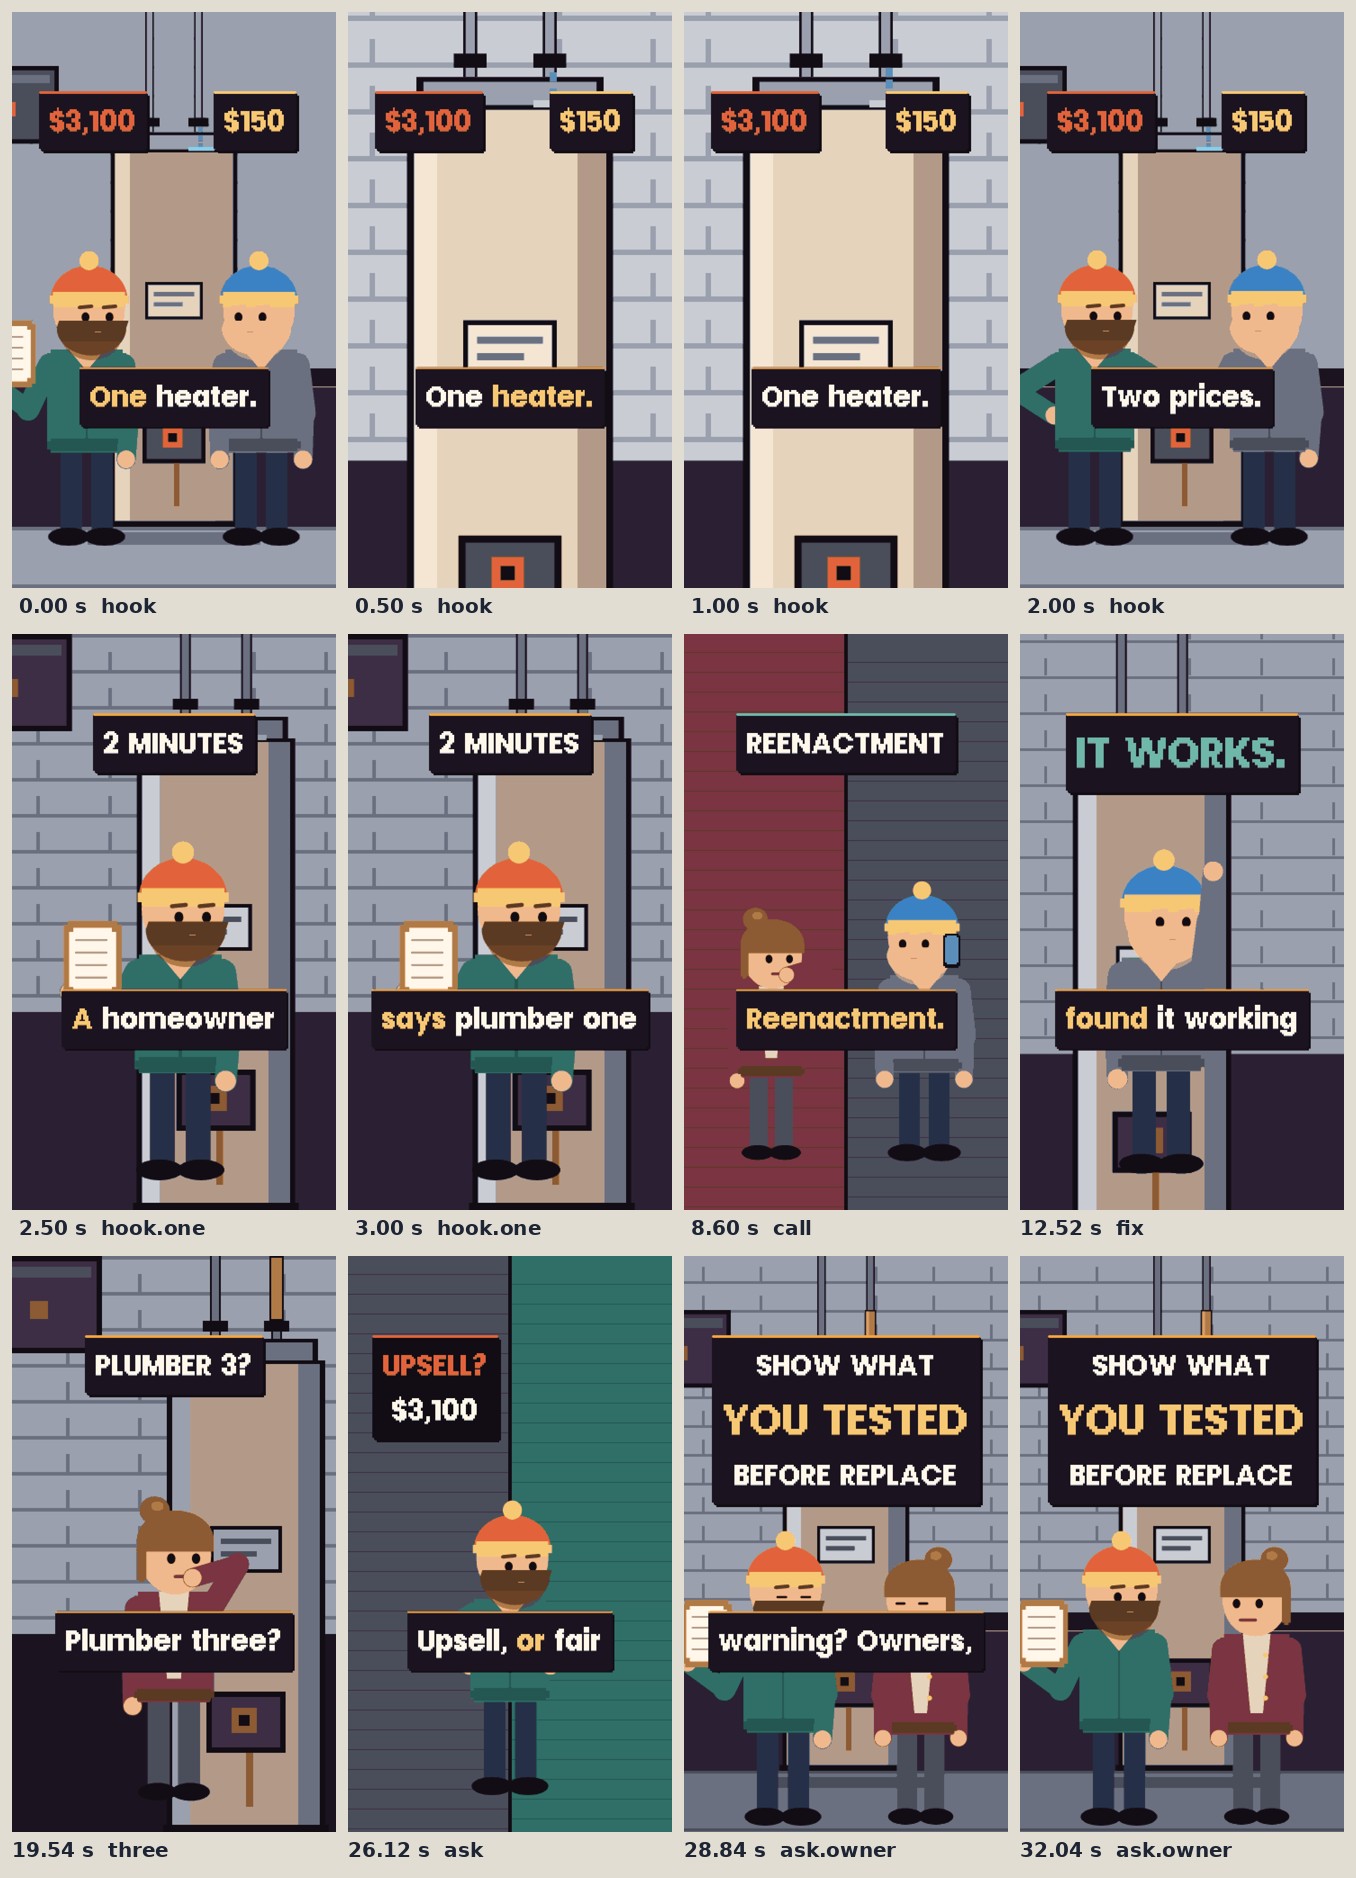 $3,100
$150
One heater.
0.00 s hook
$3,100
$150
One heater.
0.50 s hook
$3,100
$150
One heater.
1.00 s hook
$3,100
$150
Two prices.
2.00 s hook
2 MINUTES
A homeowner
2.50 s hook.one
2 MINUTES
says plumber one
3.00 s hook.one
REENACTMENT
Reenactment.
8.60 s call
IT WORKS.
found it working
12.52 s fix
PLUMBER 3?
Plumber three?
19.54 s three
UPSELL?
$3,100
Upsell, or fair
26.12 s ask
SHOW WHAT
YOU TESTED
BEFORE REPLACE
warning? Owners,
28.84 s ask.owner
SHOW WHAT
YOU TESTED
BEFORE REPLACE
32.04 s ask.owner